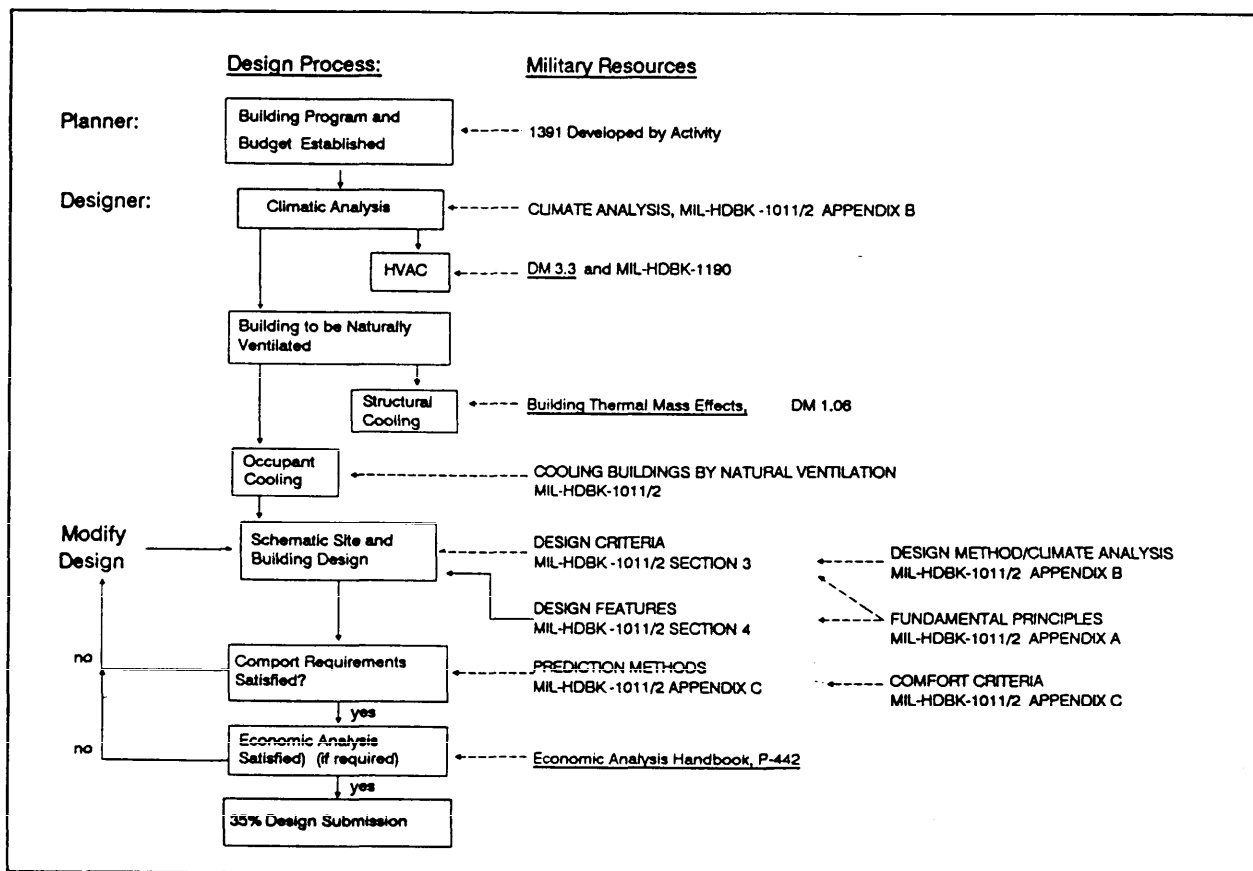 Design Process: Military Resources
Planner:
Building Program and
Budget Established
1391 Developed by Activity
Designer:
Climatic Analysis
CLIMATE ANALYSIS, MIL-HDBK -1011/2 APPENDIX B
HVAC
DM 3.3 and MIL-HDBK-1190
Building to be Naturally
Ventilated
Structural
Cooling
Building Thermal Mass Effects, DM 1.06
Occupant
Cooling
COOLING BUILDINGS BY NATURAL VENTILATION
MIL-HDBK-1011/2
Modify
Design
Schematic Site and
Building Design
DESIGN CRITERIA
MIL-HDBK -1011/2 SECTION 3
DESIGN METHOD/CLIMATE ANALYSIS
MIL-HDBK-1011/2 APPENDIX B
DESIGN FEATURES
MIL-HDBK -1011/2 SECTION 4
FUNDAMENTAL PRINCIPLES
MIL-HDBK-1011/2 APPENDIX A
no
Comport Requirements
Satisfied?
PREDICTION METHODS
MIL-HDBK -1011/2 APPENDIX C
COMFORT CRITERIA
MIL-HDBK-1011/2 APPENDIX C
yes
no
Economic Analysis
Satisfied) (if required)
Economic Analysis Handbook, P-442
yes
35% Design Submission